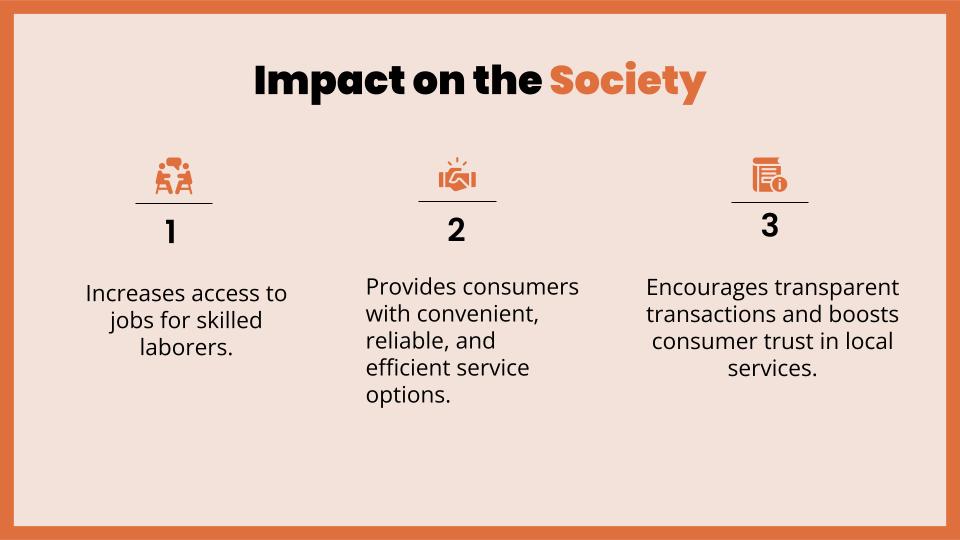 Impact on the Society
1
Increases access to
jobs for skilled
laborers.
2
Provides consumers
with convenient,
reliable, and
efficient service
options.
3
Encourages transparent
transactions and boosts
consumer trust in local
services.